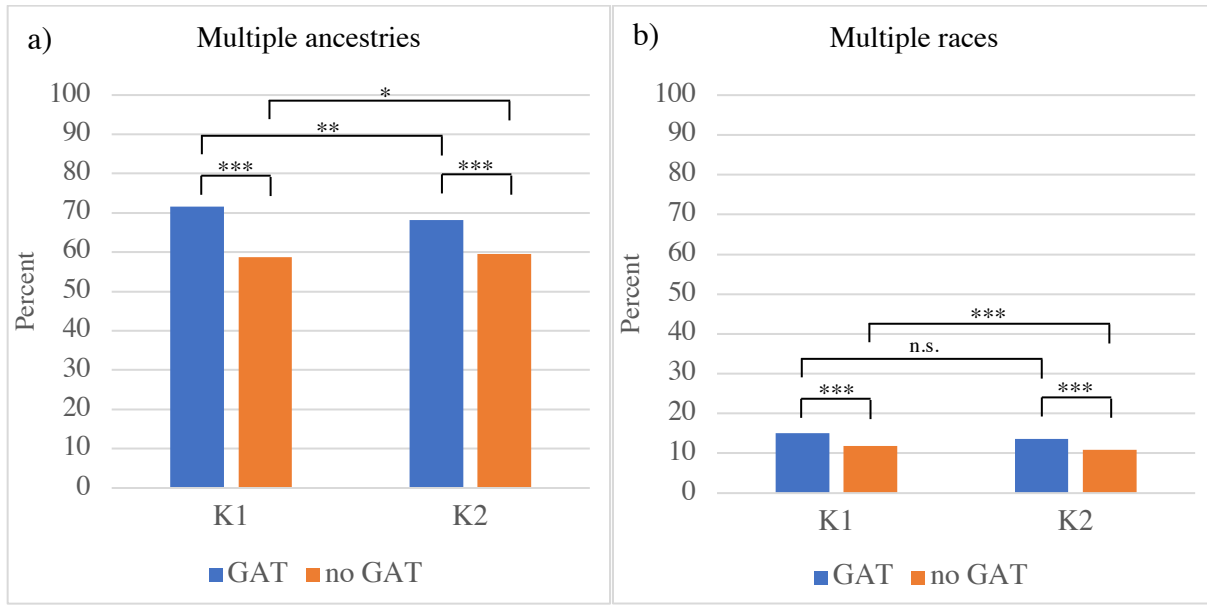 a)
Multiple ancestries
100
90
80
70
60
50
40
30
20
10
0
Percent
*
**
***
***
K1
K2
GAT
no GAT
b)
Multiple races
100
90
80
70
60
50
40
30
20
10
0
Percent
***
n.s.
***
***
K1
K2
GAT
no GAT